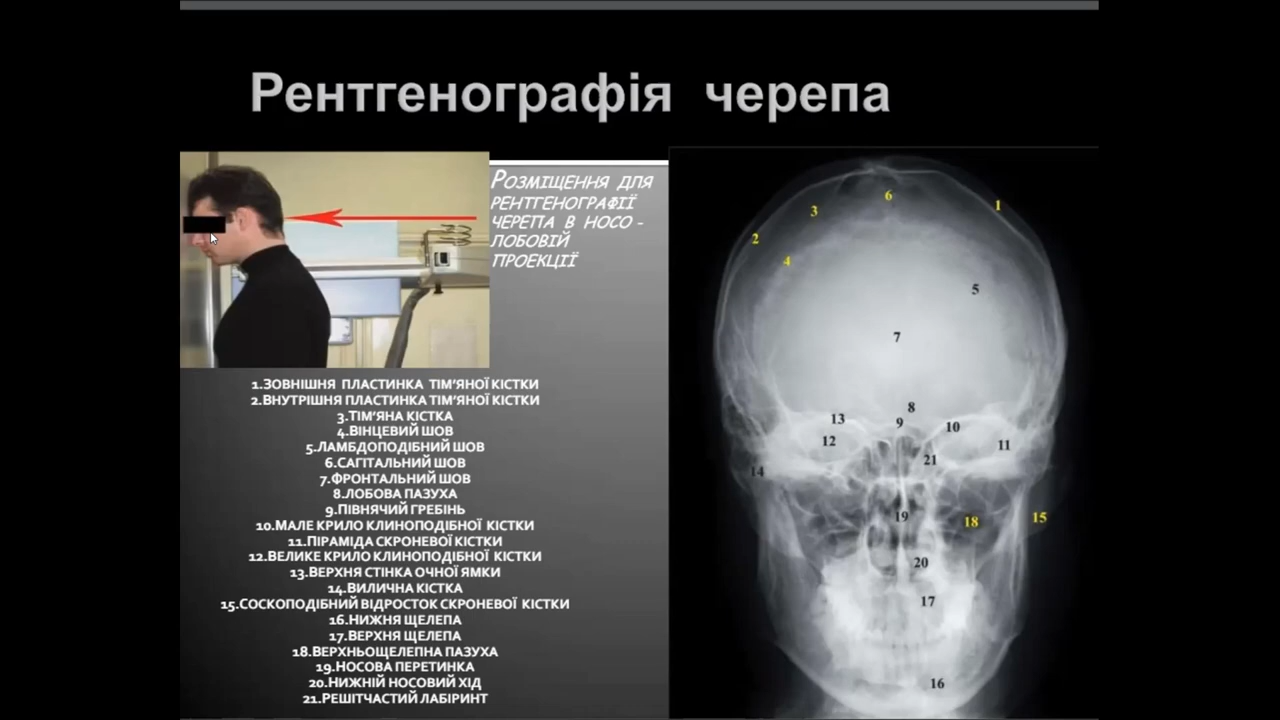 Рентгенографія черепа
Розміщення для
рентгенографії
черепа в носо -
лобовій
проекції
1.ЗОВНІШНЯ ПЛАСТИНКА ТІМ'ЯНОЇ КІСТКИ
2.ВНУТРІШНЯ ПЛАСТИНКА ТІМ'ЯНОЇ КІСТКИ
3.ТІМ'ЯНА КІСТКА
4.ВІНЦЕВИЙ ШОВ
5.ЛАМБДОПОДІБНИЙ ШОВ
6.САГІТАЛЬНИЙ ШОВ
7.ФРОНТАЛЬНИЙ ШОВ
8.ЛОБОВА ПАЗУХА
9.ПІВНЯЧИЙ ГРЕБІНЬ
10.МАЛЕ КРИЛО КЛИНОПОДІБНОЇ КІСТКИ
11.ПІРАМІДА СКРОНЕВОЇ КІСТКИ
12.ВЕЛИКЕ КРИЛО КЛИНОПОДІБНОЇ КІСТКИ
13.ВЕРХНЯ СТІНКА ОЧНОЇ ЯМКИ
14.ВИЛИЧНА КІСТКА
15.СОСКОПОДІБНИЙ ВІДРОСТОК СКРОНЕВОЇ КІСТКИ
16.НИЖНЯ ЩЕЛЕПА
17.ВЕРХНЯ ЩЕЛЕПА
18.ВЕРХНЬОЩЕЛЕПНА ПАЗУХА
19.НОСОВА ПЕРЕТИНКА
20.НИЖНІЙ НОСОВИЙ ХІД
21.РЕШІТЧАСТИЙ ЛАБІРИНТ
6
1
3
2
4
5
7
8
13
9
10
12
11
21
14
19
18
15
20
17
16